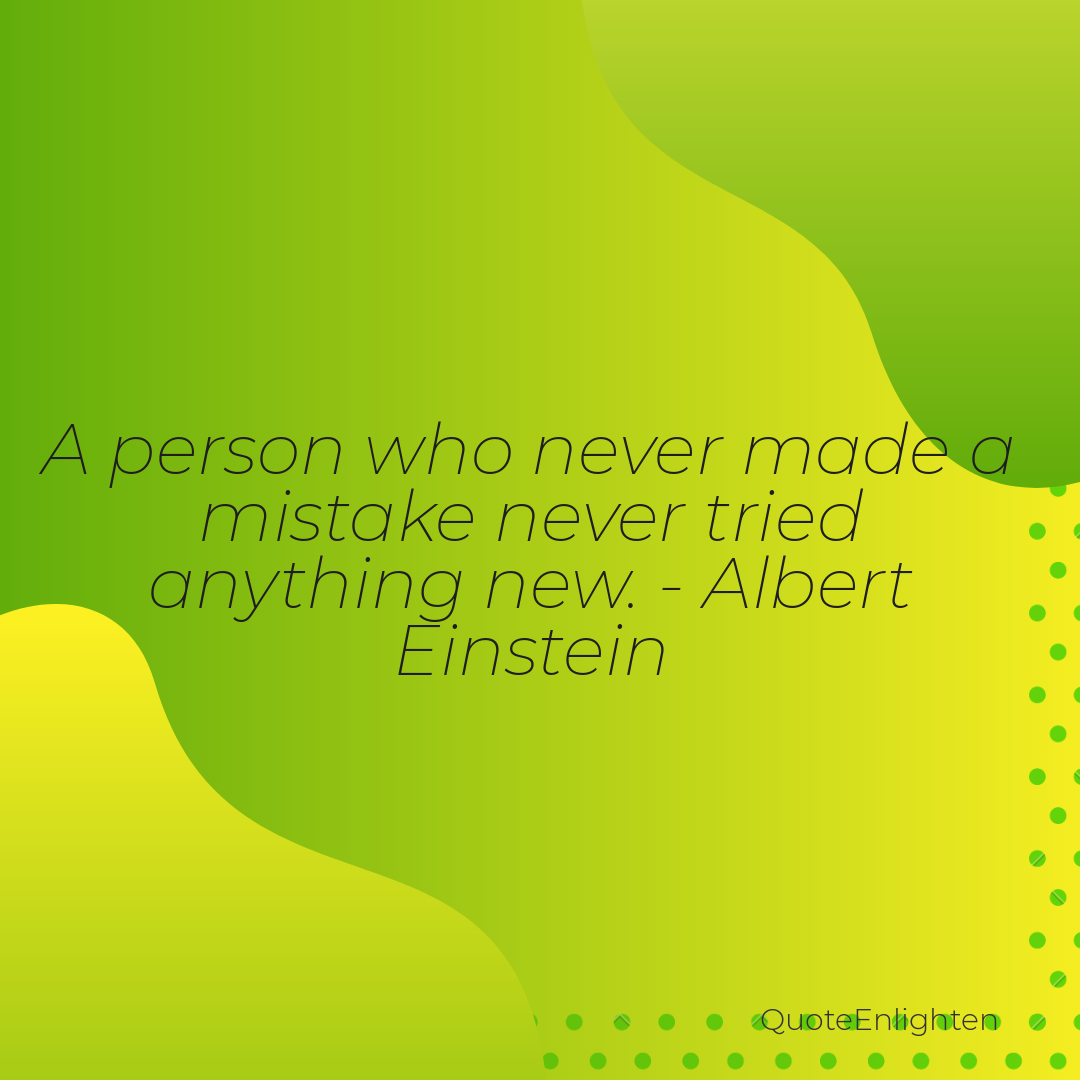 A person who never made a
mistake never tried
anything new. - Albert
Einstein
QuoteEnlighten